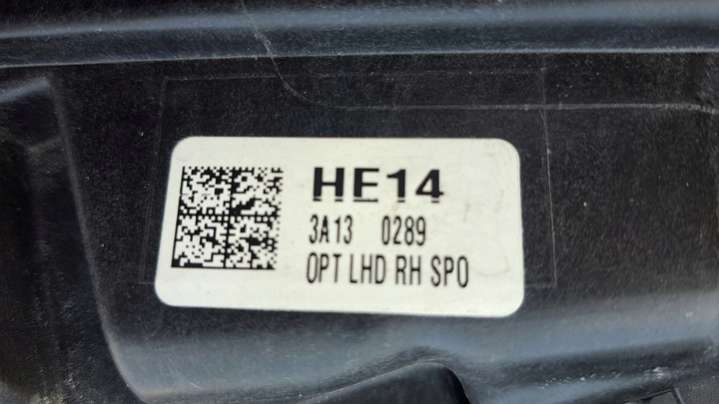 HE14
3A13 0289
OPT LHD RH SPO